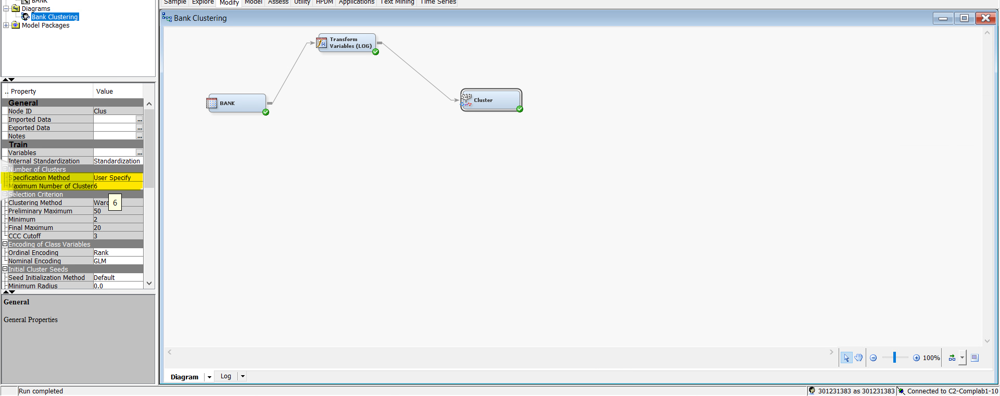 BANK
Diagrams
Bank Clustering
Model Packages
.. Property Value
General
Node ID Clus
Imported Data ...
Exported Data ...
Notes ...
Train
Variables ...
Internal Standardization Standardization
Number of Clusters
Specification Method User Specify
Maximum Number of Cluster 6
Selection Criterion
Clustering Method Ward
6
Preliminary Maximum 50
Minimum 2
Final Maximum 20
CCC Cutoff 3
Encoding of Class Variables
Ordinal Encoding Rank
Nominal Encoding GLM
Initial Cluster Seeds
Seed Initialization Method Default
Minimum Radius 0.0
General
General Properties
Sample Explore Modify Model Assess Utility HPDM Applications Text Mining Time Series
Bank Clustering
Transform
Variables (LOG)
BANK
Cluster
100%
Diagram Log
Run completed
301231383 as 301231383 Connected to C2-Complab1-10